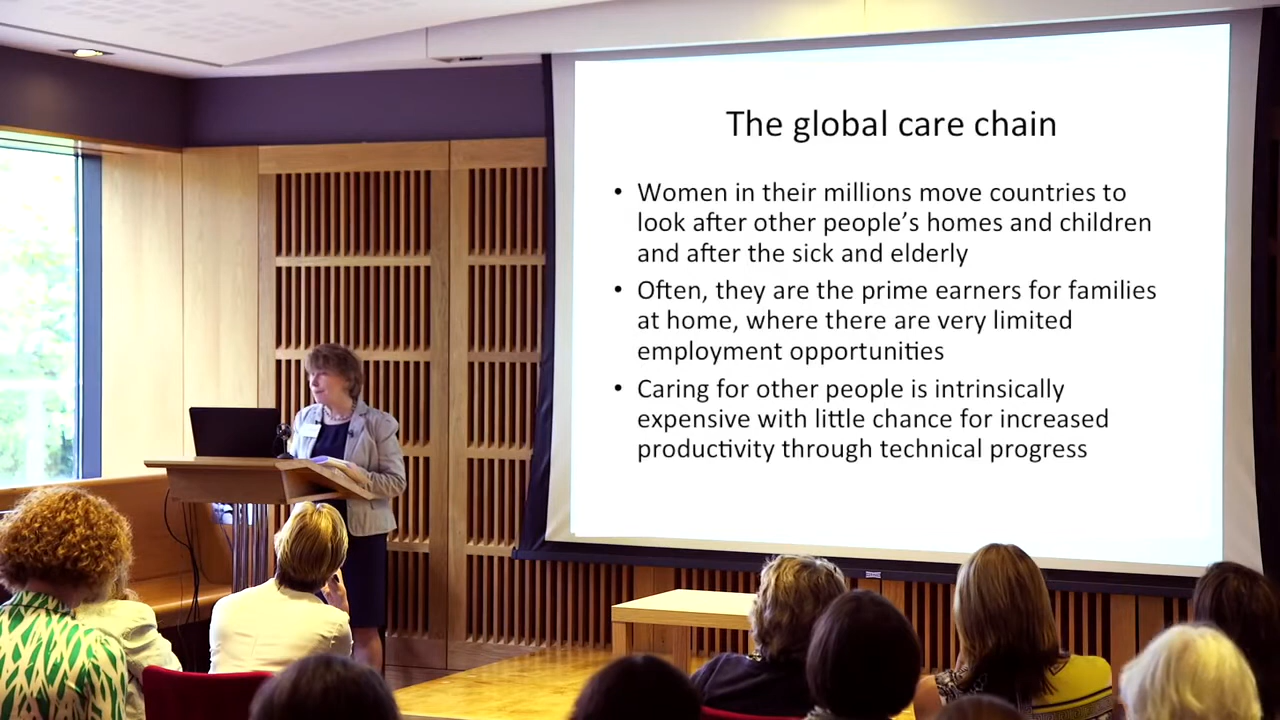 The global care chain
• Women in their millions move countries to
look after other people’s homes and children
and after the sick and elderly
• Often, they are the prime earners for families
at home, where there are very limited
employment opportunities
• Caring for other people is intrinsically
expensive with little chance for increased
productivity through technical progress